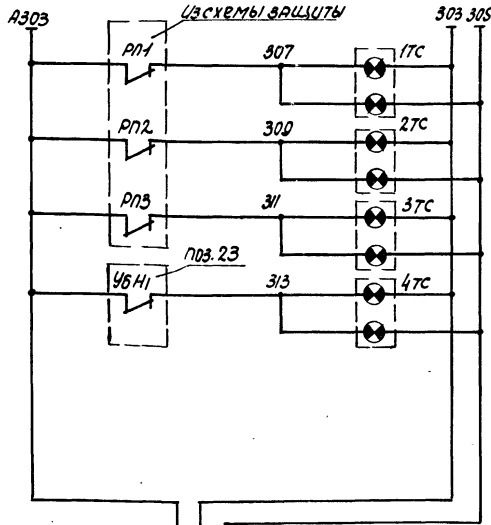 А303
ИЗ СХЕМЫ ЗАЩИТЫ
303 305
РП1
307
1ТС
РП2
309
2ТС
РП3
311
3ТС
ПОЗ. 23
УБН1
313
4ТС